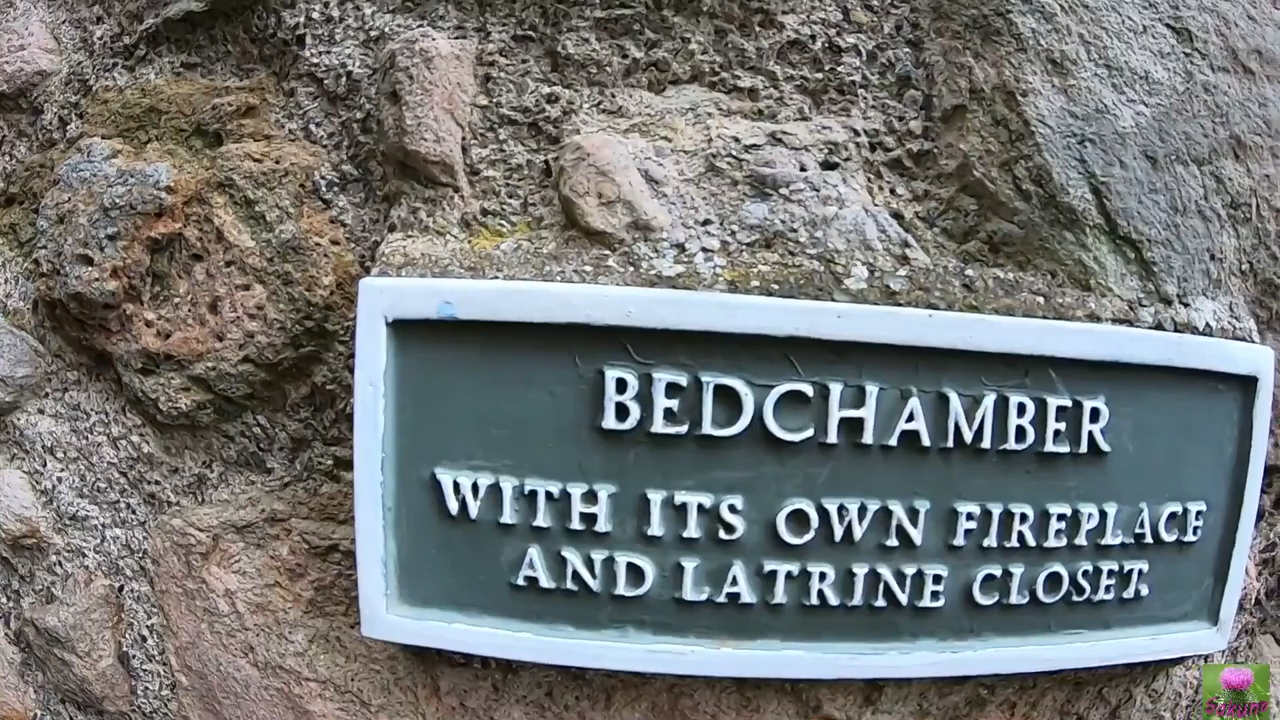 BEDCHAMBER
WITH ITS OWN FIREPLACE
AND LATRINE CLOSET.